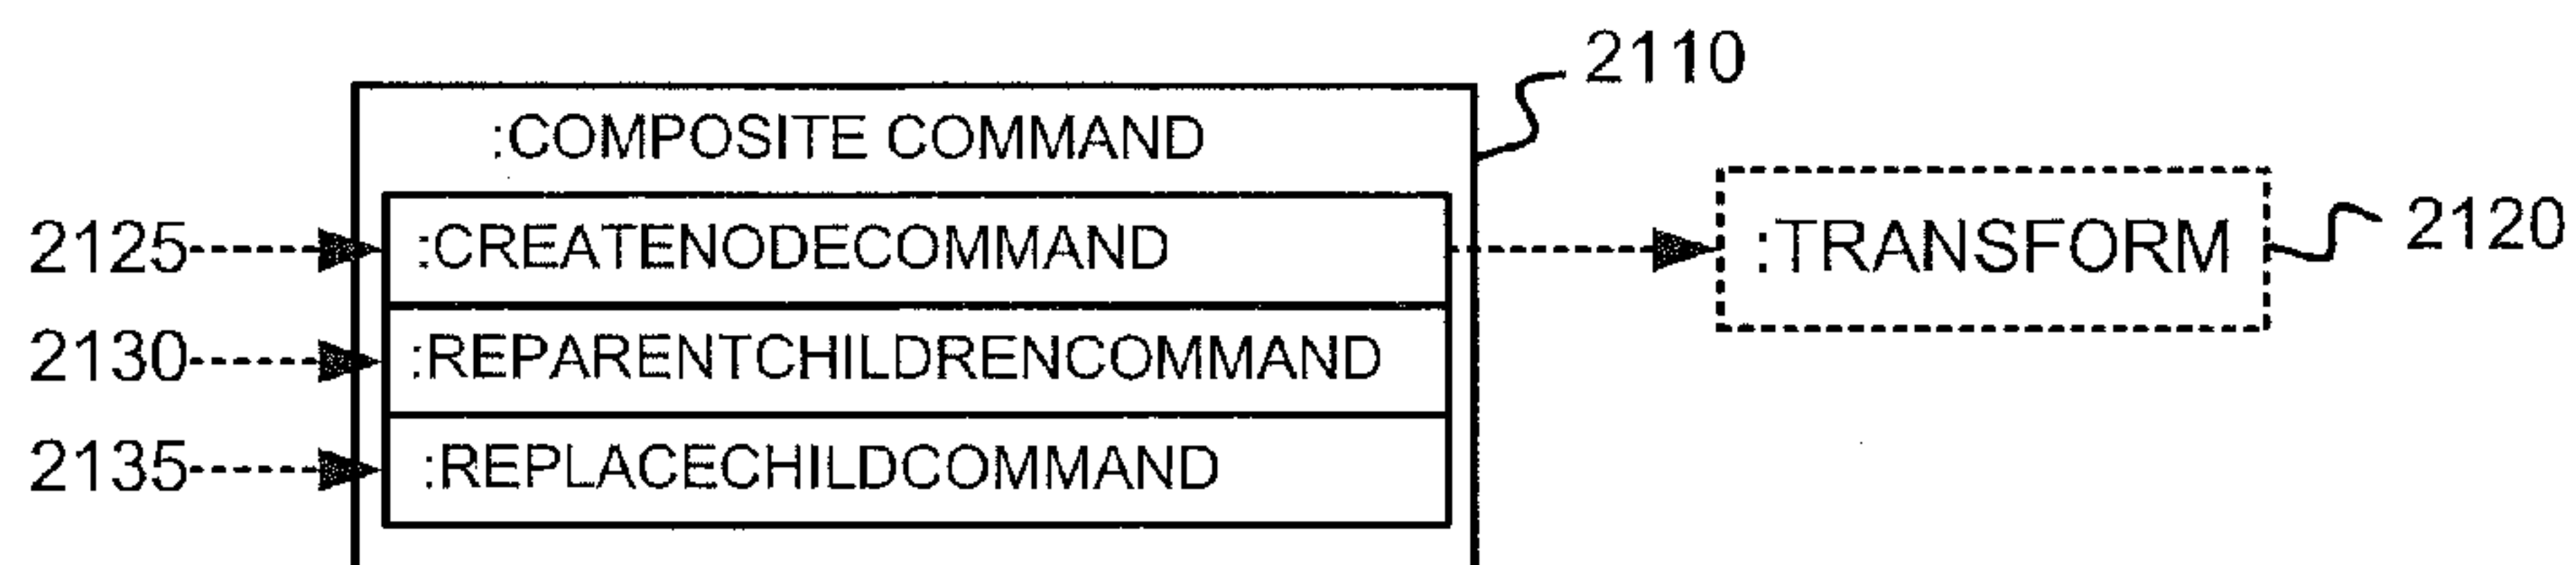 2110
:COMPOSITE COMMAND
2125 :CREATENODECOMMAND :TRANSFORM 2120
2130 :REPARENTCHILDRENCOMMAND
2135 :REPLACECHILDCOMMAND